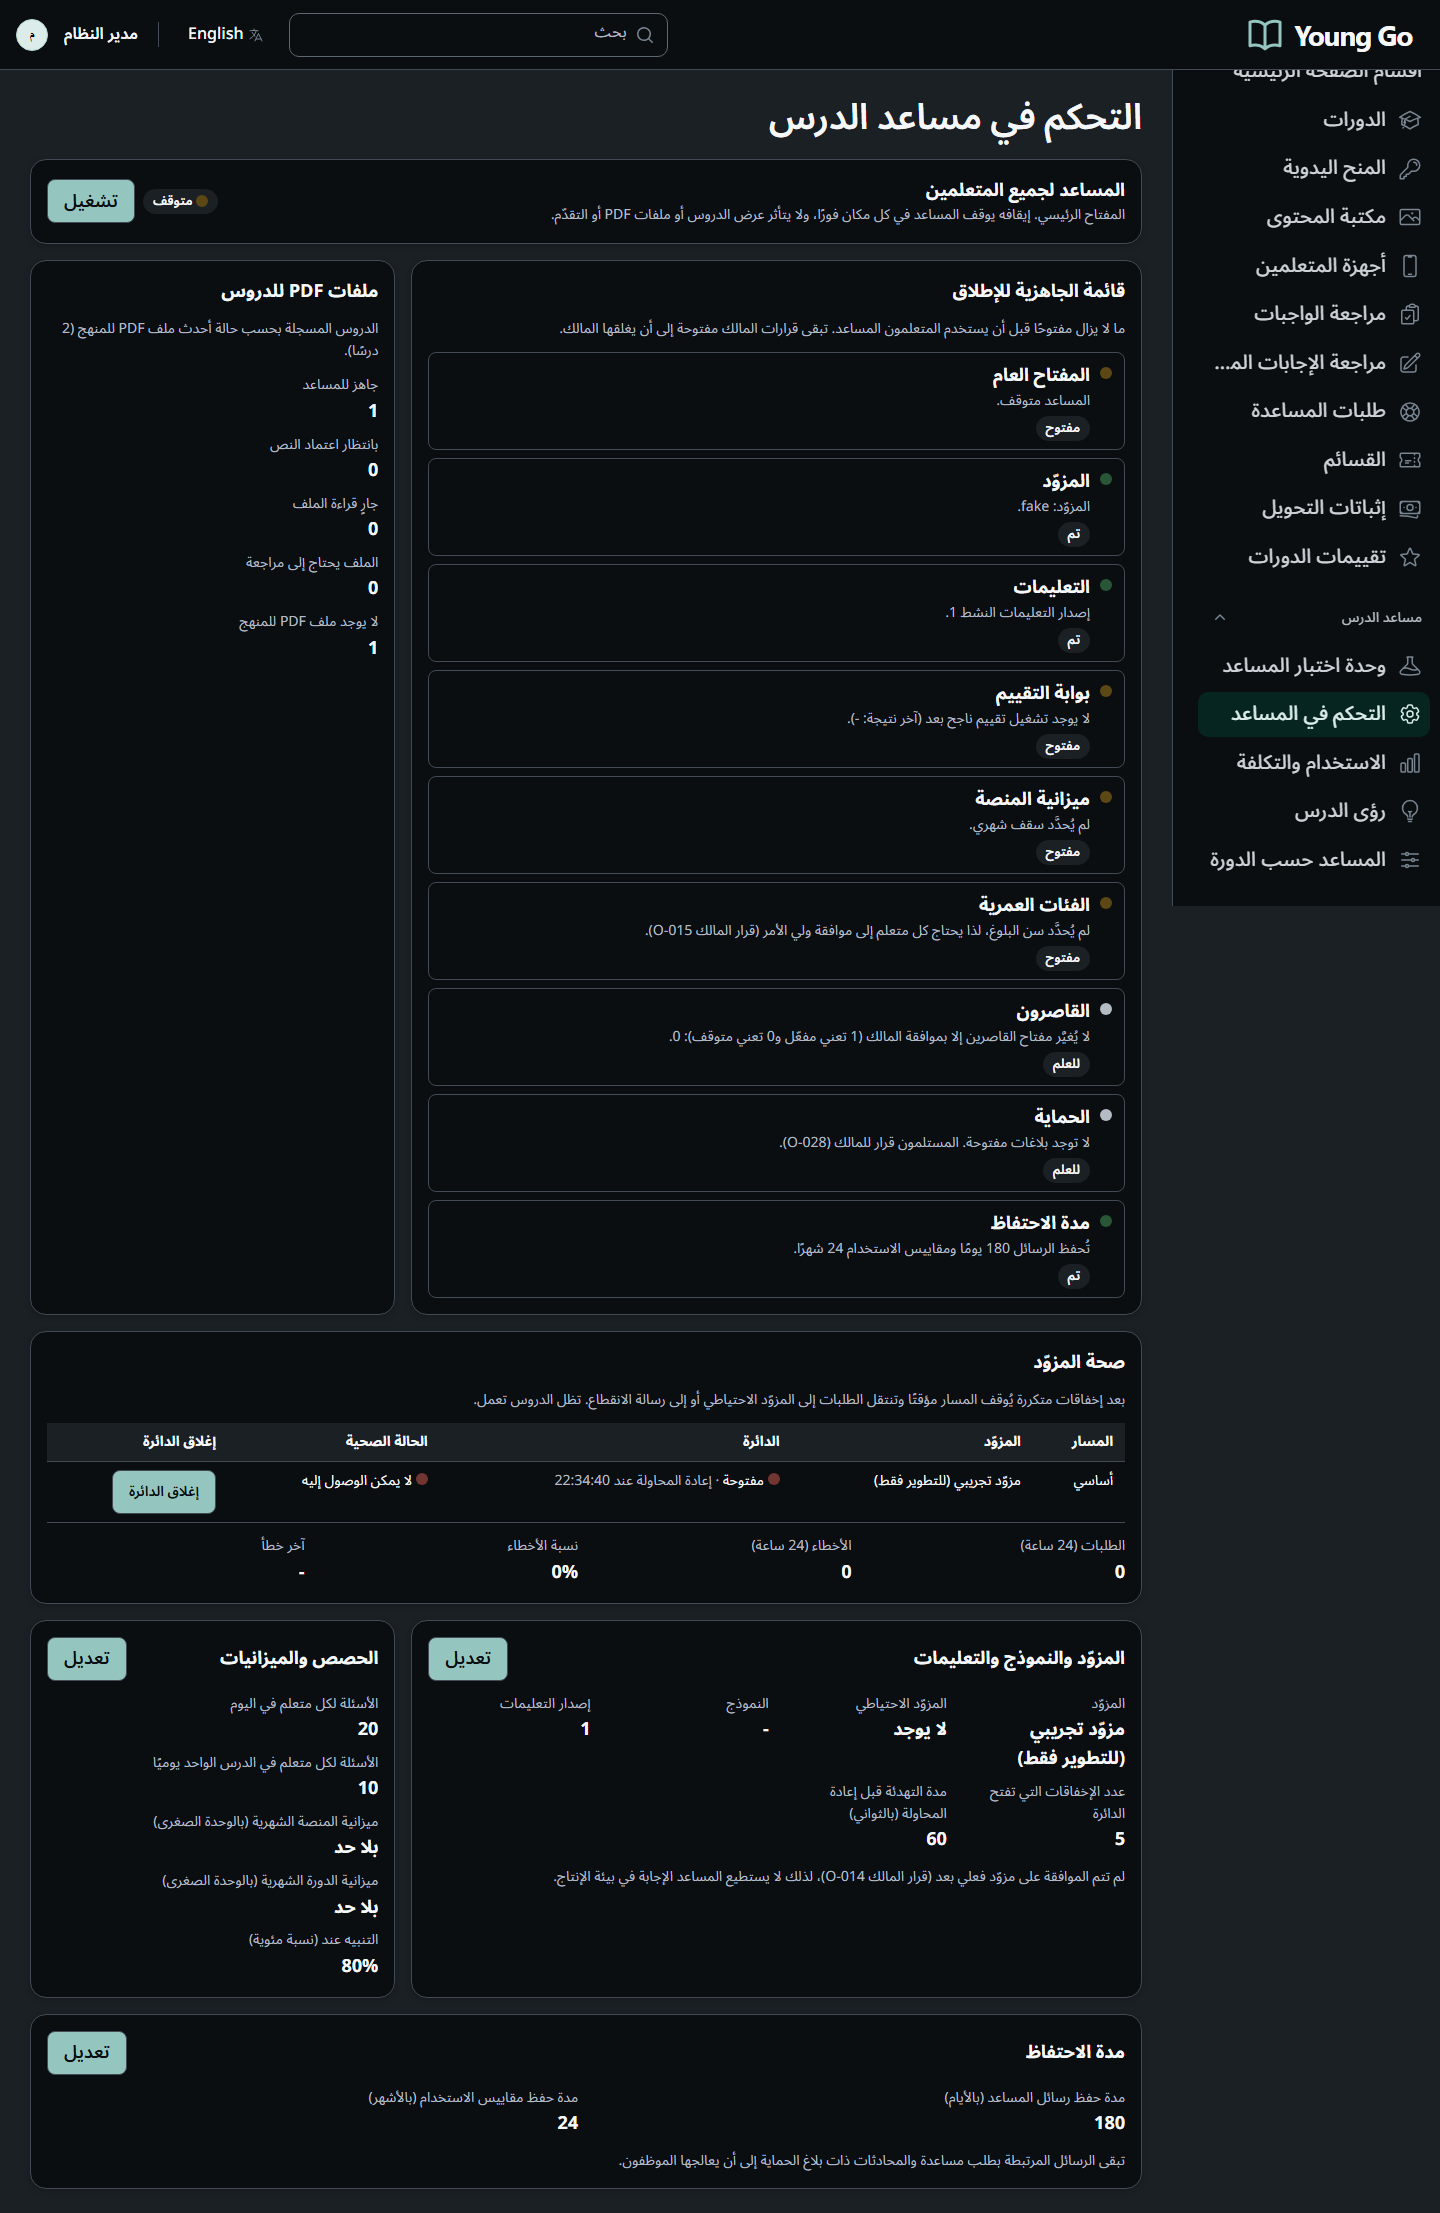 Young Go
بحث
English
مدير النظام
م
أقسام الصفحة الرئيسية
الدورات
المنح اليدوية
مكتبة المحتوى
أجهزة المتعلمين
مراجعة الواجبات
مراجعة الإجابات الم...
طلبات المساعدة
القسائم
إثباتات التحويل
تقييمات الدورات
مساعد الدرس
وحدة اختبار المساعد
التحكم في المساعد
الاستخدام والتكلفة
رؤى الدرس
المساعد حسب الدورة
التحكم في مساعد الدرس
المساعد لجميع المتعلمين
المفتاح الرئيسي. إيقافه يوقف المساعد في كل مكان فورًا، ولا يتأثر عرض الدروس أو ملفات PDF أو التقدّم.
متوقف
تشغيل
قائمة الجاهزية للإطلاق
ما لا يزال مفتوحًا قبل أن يستخدم المتعلمون المساعد. تبقى قرارات المالك مفتوحة إلى أن يغلقها المالك.
المفتاح العام
المساعد متوقف.
مفتوح
المزوّد
المزوّد: fake.
تم
التعليمات
إصدار التعليمات النشط 1.
تم
بوابة التقييم
لا يوجد تشغيل تقييم ناجح بعد (آخر نتيجة: -).
مفتوح
ميزانية المنصة
لم يُحدَّد سقف شهري.
مفتوح
الفئات العمرية
لم يُحدَّد سن البلوغ، لذا يحتاج كل متعلم إلى موافقة ولي الأمر (قرار المالك O-015).
مفتوح
القاصرون
لا يُغيَّر مفتاح القاصرين إلا بموافقة المالك (1 تعني مفعّل و0 تعني متوقف): 0.
للعلم
الحماية
لا توجد بلاغات مفتوحة. المستلمون قرار للمالك (O-028).
للعلم
مدة الاحتفاظ
تُحفظ الرسائل 180 يومًا ومقاييس الاستخدام 24 شهرًا.
تم
ملفات PDF للدروس
الدروس المسجلة بحسب حالة أحدث ملف PDF للمنهج (2
درسًا).
جاهز للمساعد
1
بانتظار اعتماد النص
0
جارٍ قراءة الملف
0
الملف يحتاج إلى مراجعة
0
لا يوجد ملف PDF للمنهج
1
صحة المزوّد
بعد إخفاقات متكررة يُوقف المسار مؤقتًا وتنتقل الطلبات إلى المزوّد الاحتياطي أو إلى رسالة الانقطاع. تظل الدروس تعمل.
المسار المزوّد الدائرة الحالة الصحية إغلاق الدائرة
أساسي مزوّد تجريبي (للتطوير فقط) مفتوحة · إعادة المحاولة عند 22:34:40 لا يمكن الوصول إليه إغلاق الدائرة
الطلبات (24 ساعة) الأخطاء (24 ساعة) نسبة الأخطاء آخر خطأ
0 0 0% -
المزوّد والنموذج والتعليمات
تعديل
المزوّد المزوّد الاحتياطي النموذج إصدار التعليمات
مزوّد تجريبي لا يوجد - 1
(للتطوير فقط)
عدد الإخفاقات التي تفتح مدة التهدئة قبل إعادة
الدائرة المحاولة (بالثواني)
5 60
لم تتم الموافقة على مزوّد فعلي بعد (قرار المالك O-014)، لذلك لا يستطيع المساعد الإجابة في بيئة الإنتاج.
الحصص والميزانيات
تعديل
الأسئلة لكل متعلم في اليوم
20
الأسئلة لكل متعلم في الدرس الواحد يوميًا
10
ميزانية المنصة الشهرية (بالوحدة الصغرى)
بلا حد
ميزانية الدورة الشهرية (بالوحدة الصغرى)
بلا حد
التنبيه عند (نسبة مئوية)
80%
مدة الاحتفاظ
تعديل
مدة حفظ رسائل المساعد (بالأيام) مدة حفظ مقاييس الاستخدام (بالأشهر)
180 24
تبقى الرسائل المرتبطة بطلب مساعدة والمحادثات ذات بلاغ الحماية إلى أن يعالجها الموظفون.